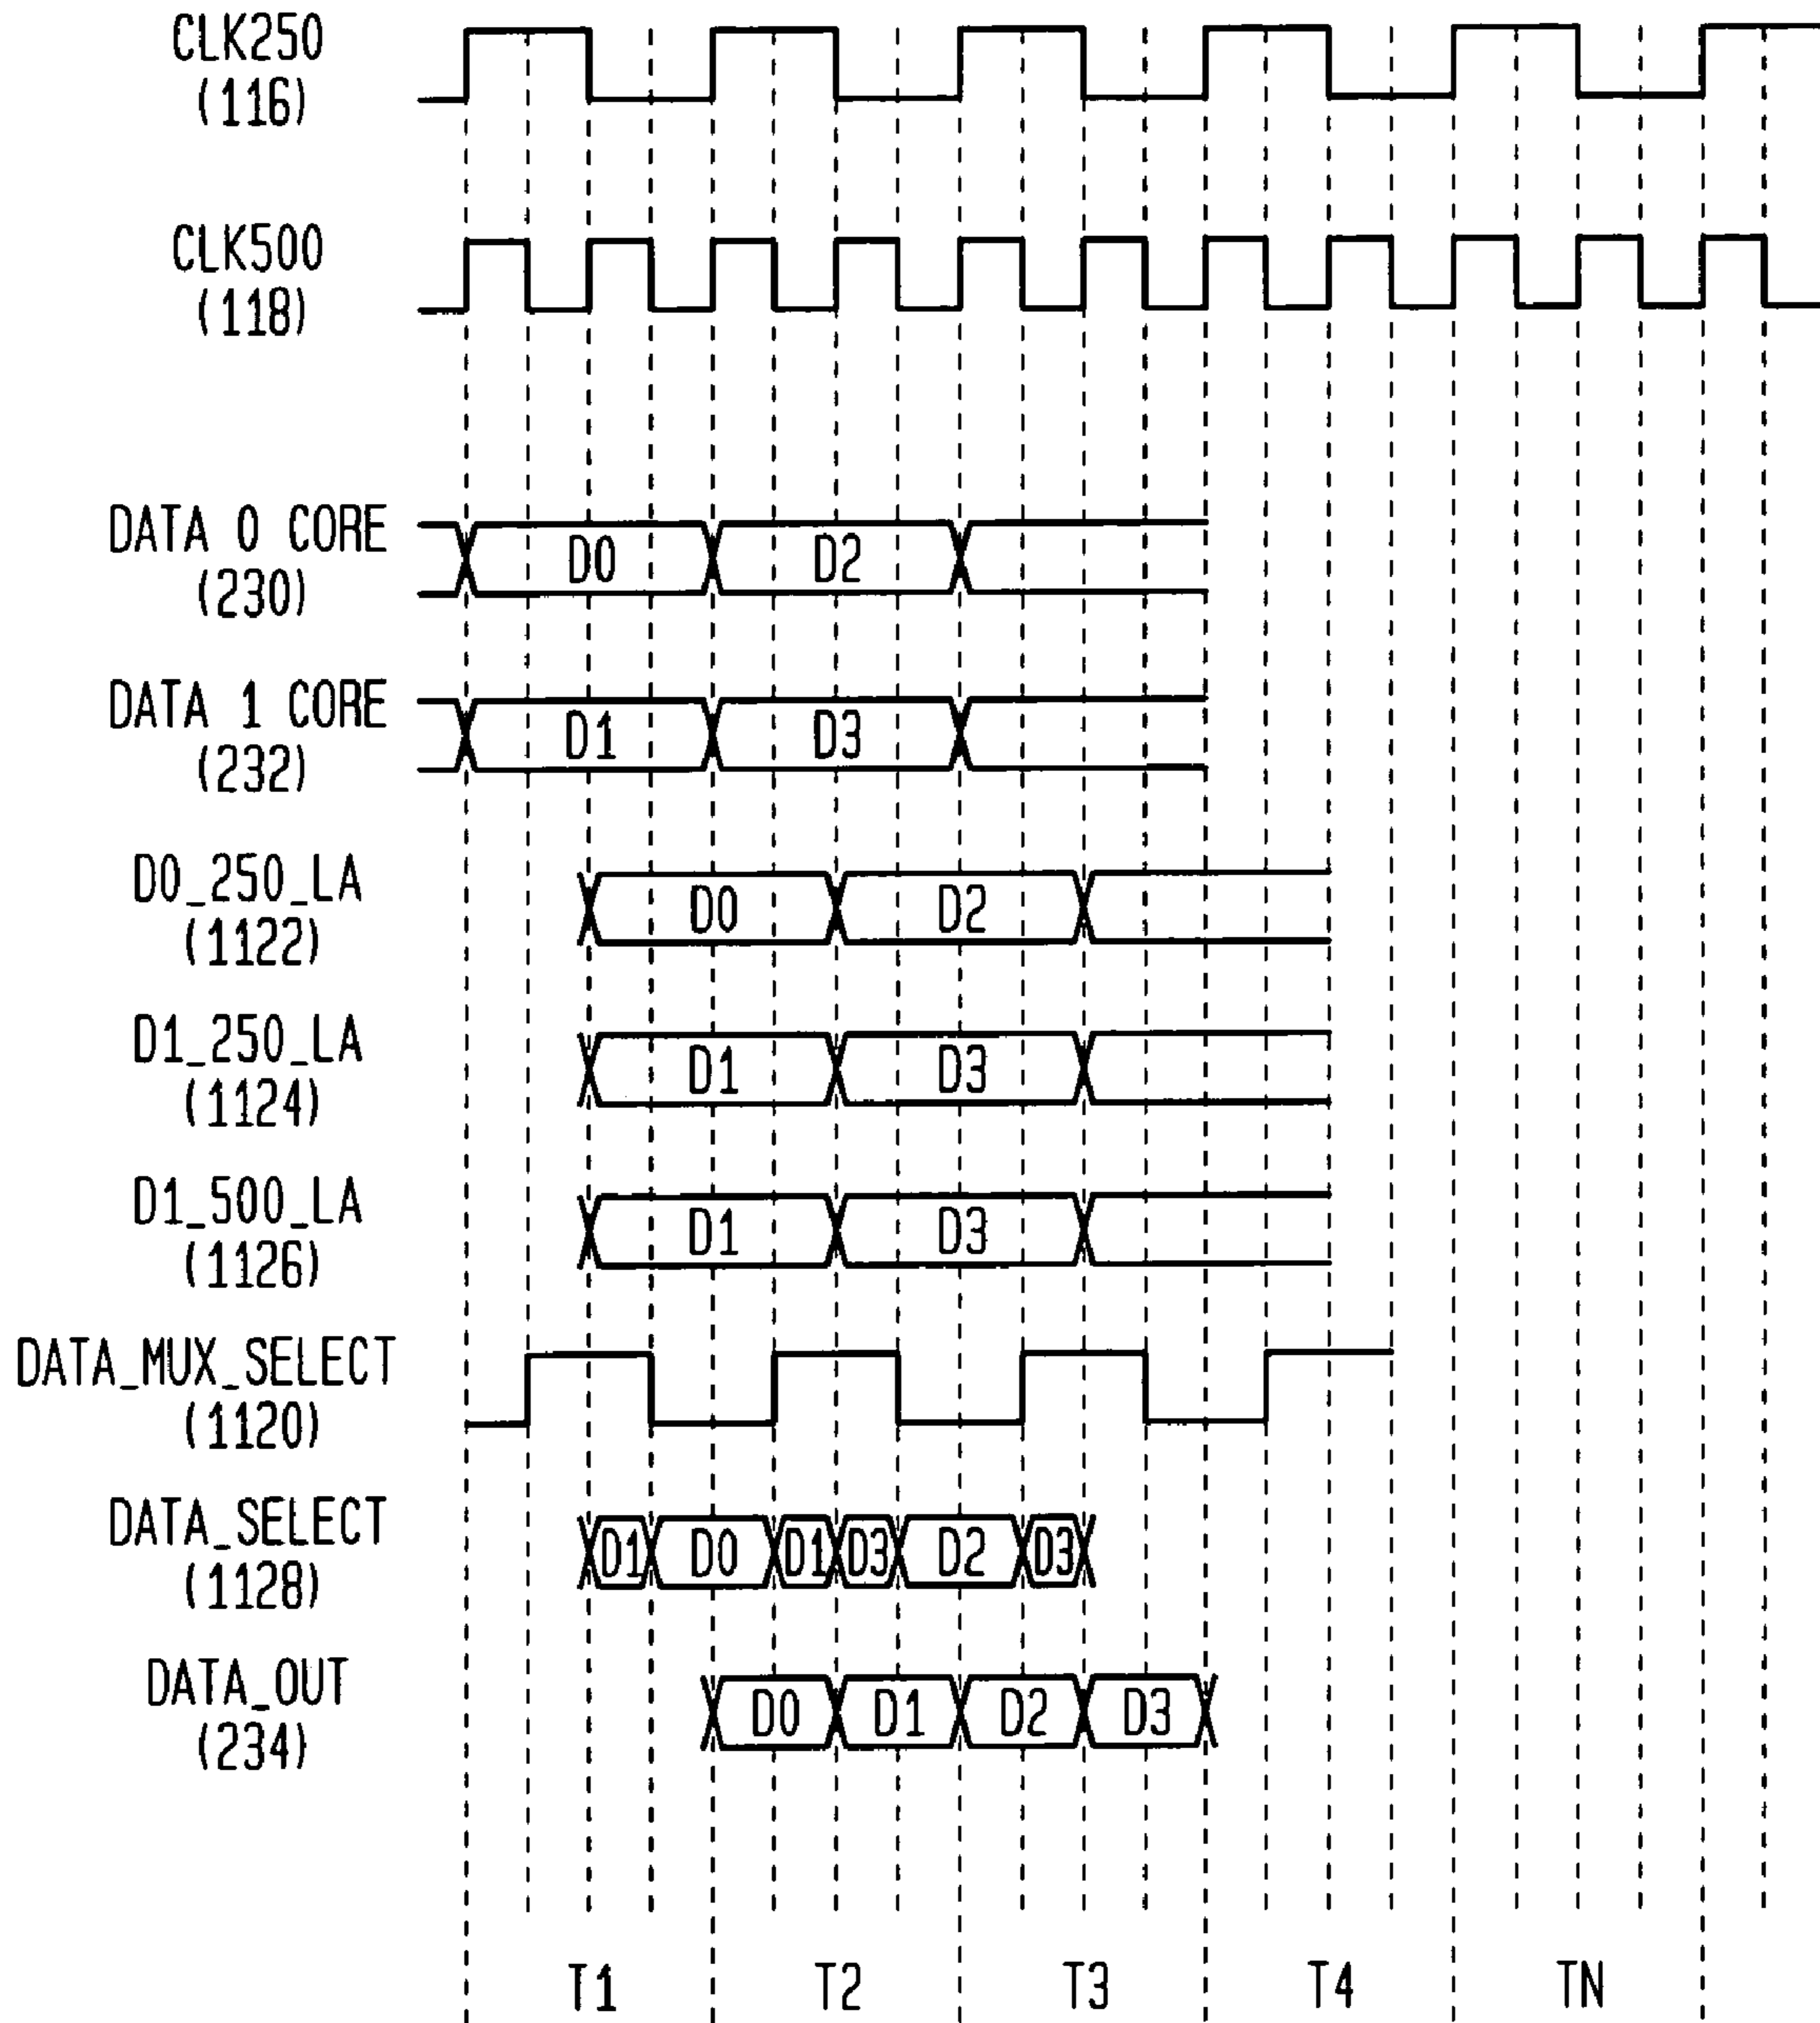 CLK250
(116)
CLK500
(118)
DATA 0 CORE
(230)
D0 D2
DATA 1 CORE
(232)
D1 D3
D0_250_LA
(1122)
D0 D2
D1_250_LA
(1124)
D1 D3
D1_500_LA
(1126)
D1 D3
DATA_MUX_SELECT
(1120)
DATA_SELECT
(1128)
D1 D0 D1 D3 D2 D3
DATA_OUT
(234)
D0 D1 D2 D3
T1 T2 T3 T4 TN